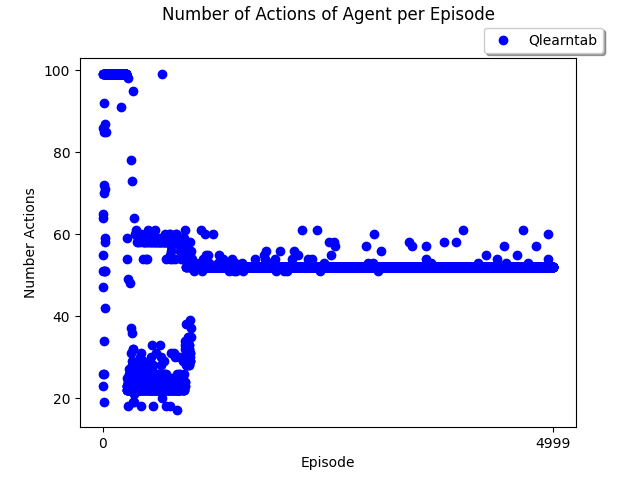 Number of Actions of Agent per Episode
Qlearntab
100
80
60
40
20
Number Actions
0
4999
Episode